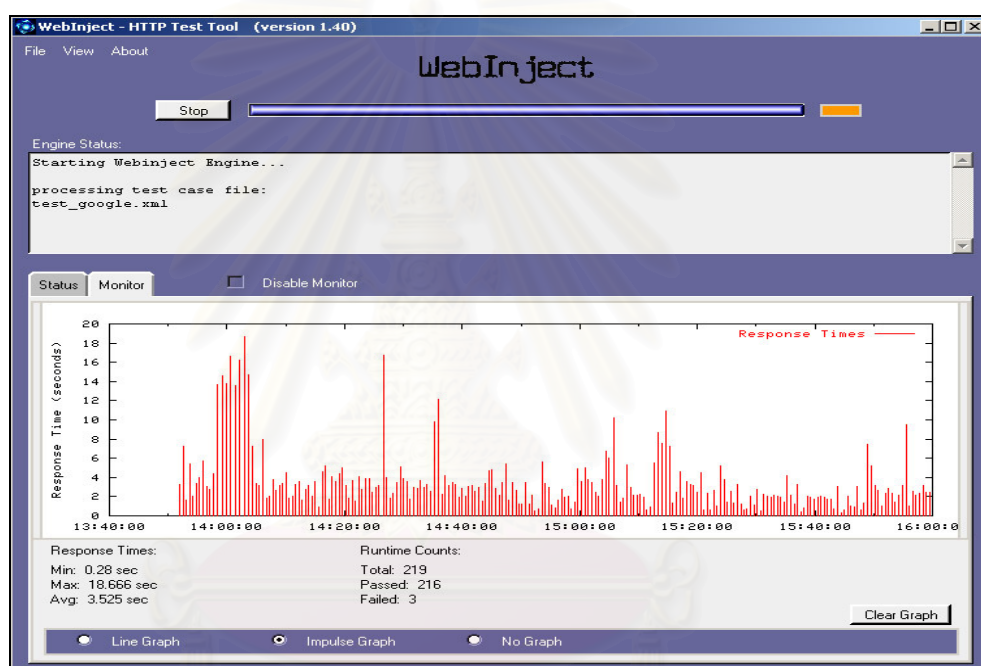 WebInject - HTTP Test Tool (version 1.40)
File View About
WebInject
Stop
Engine Status:
Starting Webinject Engine...
processing test case file:
test_google.xml
Status Monitor Disable Monitor
Response Times
Response Time (seconds)
20
18
16
14
12
10
8
6
4
2
0
13:40:00 14:00:00 14:20:00 14:40:00 15:00:00 15:20:00 15:40:00 16:00:0
Response Times: Runtime Counts:
Min: 0.28 sec Total: 219
Max: 18.666 sec Passed: 216
Avg: 3.525 sec Failed: 3
Clear Graph
Line Graph Impulse Graph No Graph